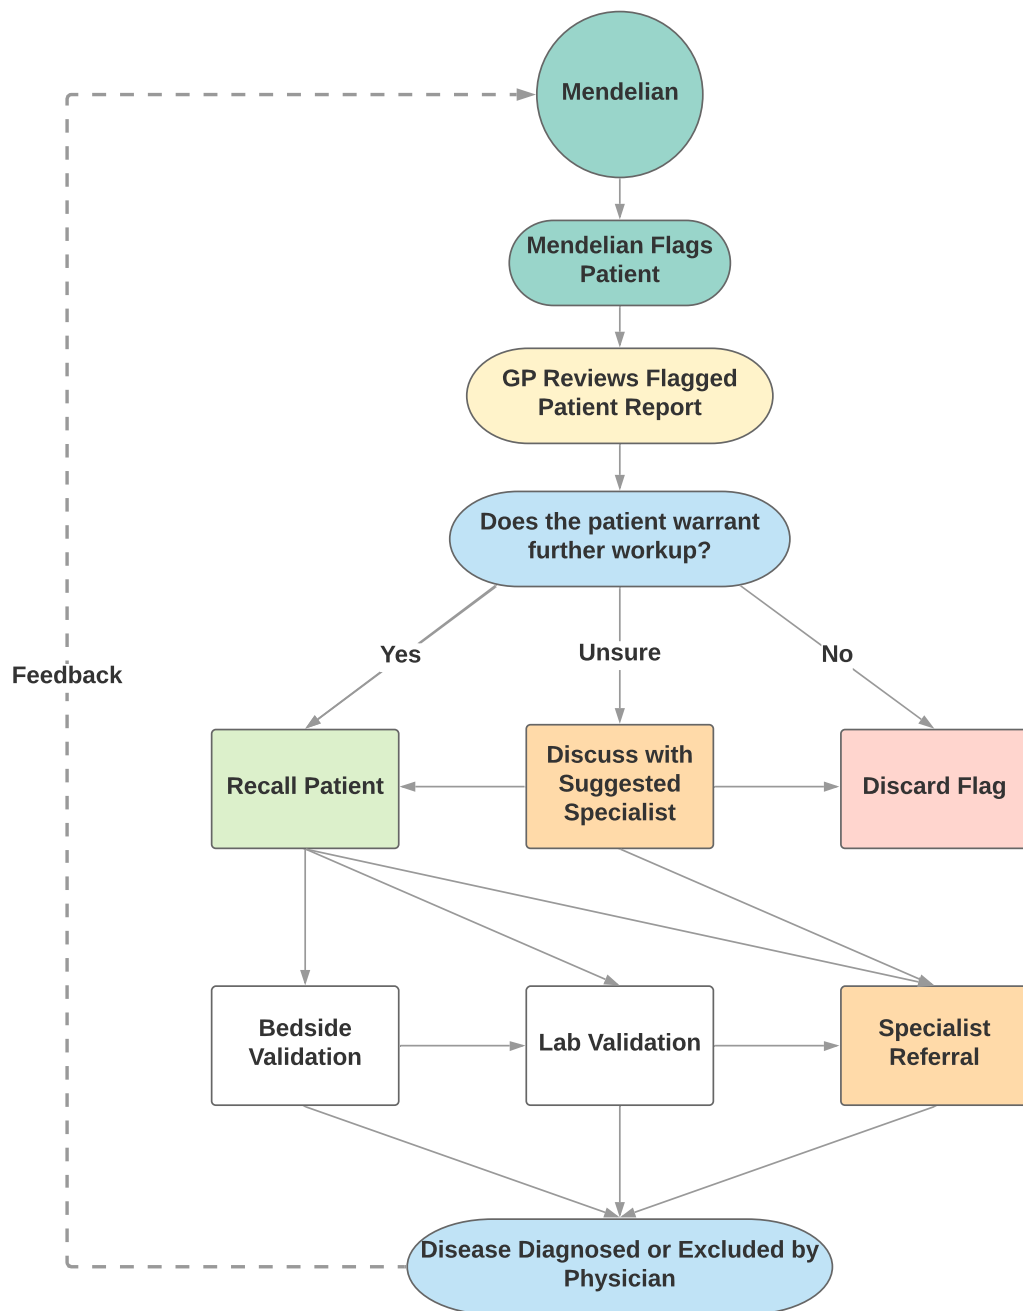 Mendelian
Mendelian Flags
Patient
GP Reviews Flagged
Patient Report
Does the patient warrant
further workup?
Yes
Unsure
No
Feedback
Recall Patient
Discuss with
Suggested
Specialist
Discard Flag
Bedside
Validation
Lab Validation
Specialist
Referral
Disease Diagnosed or Excluded by
Physician